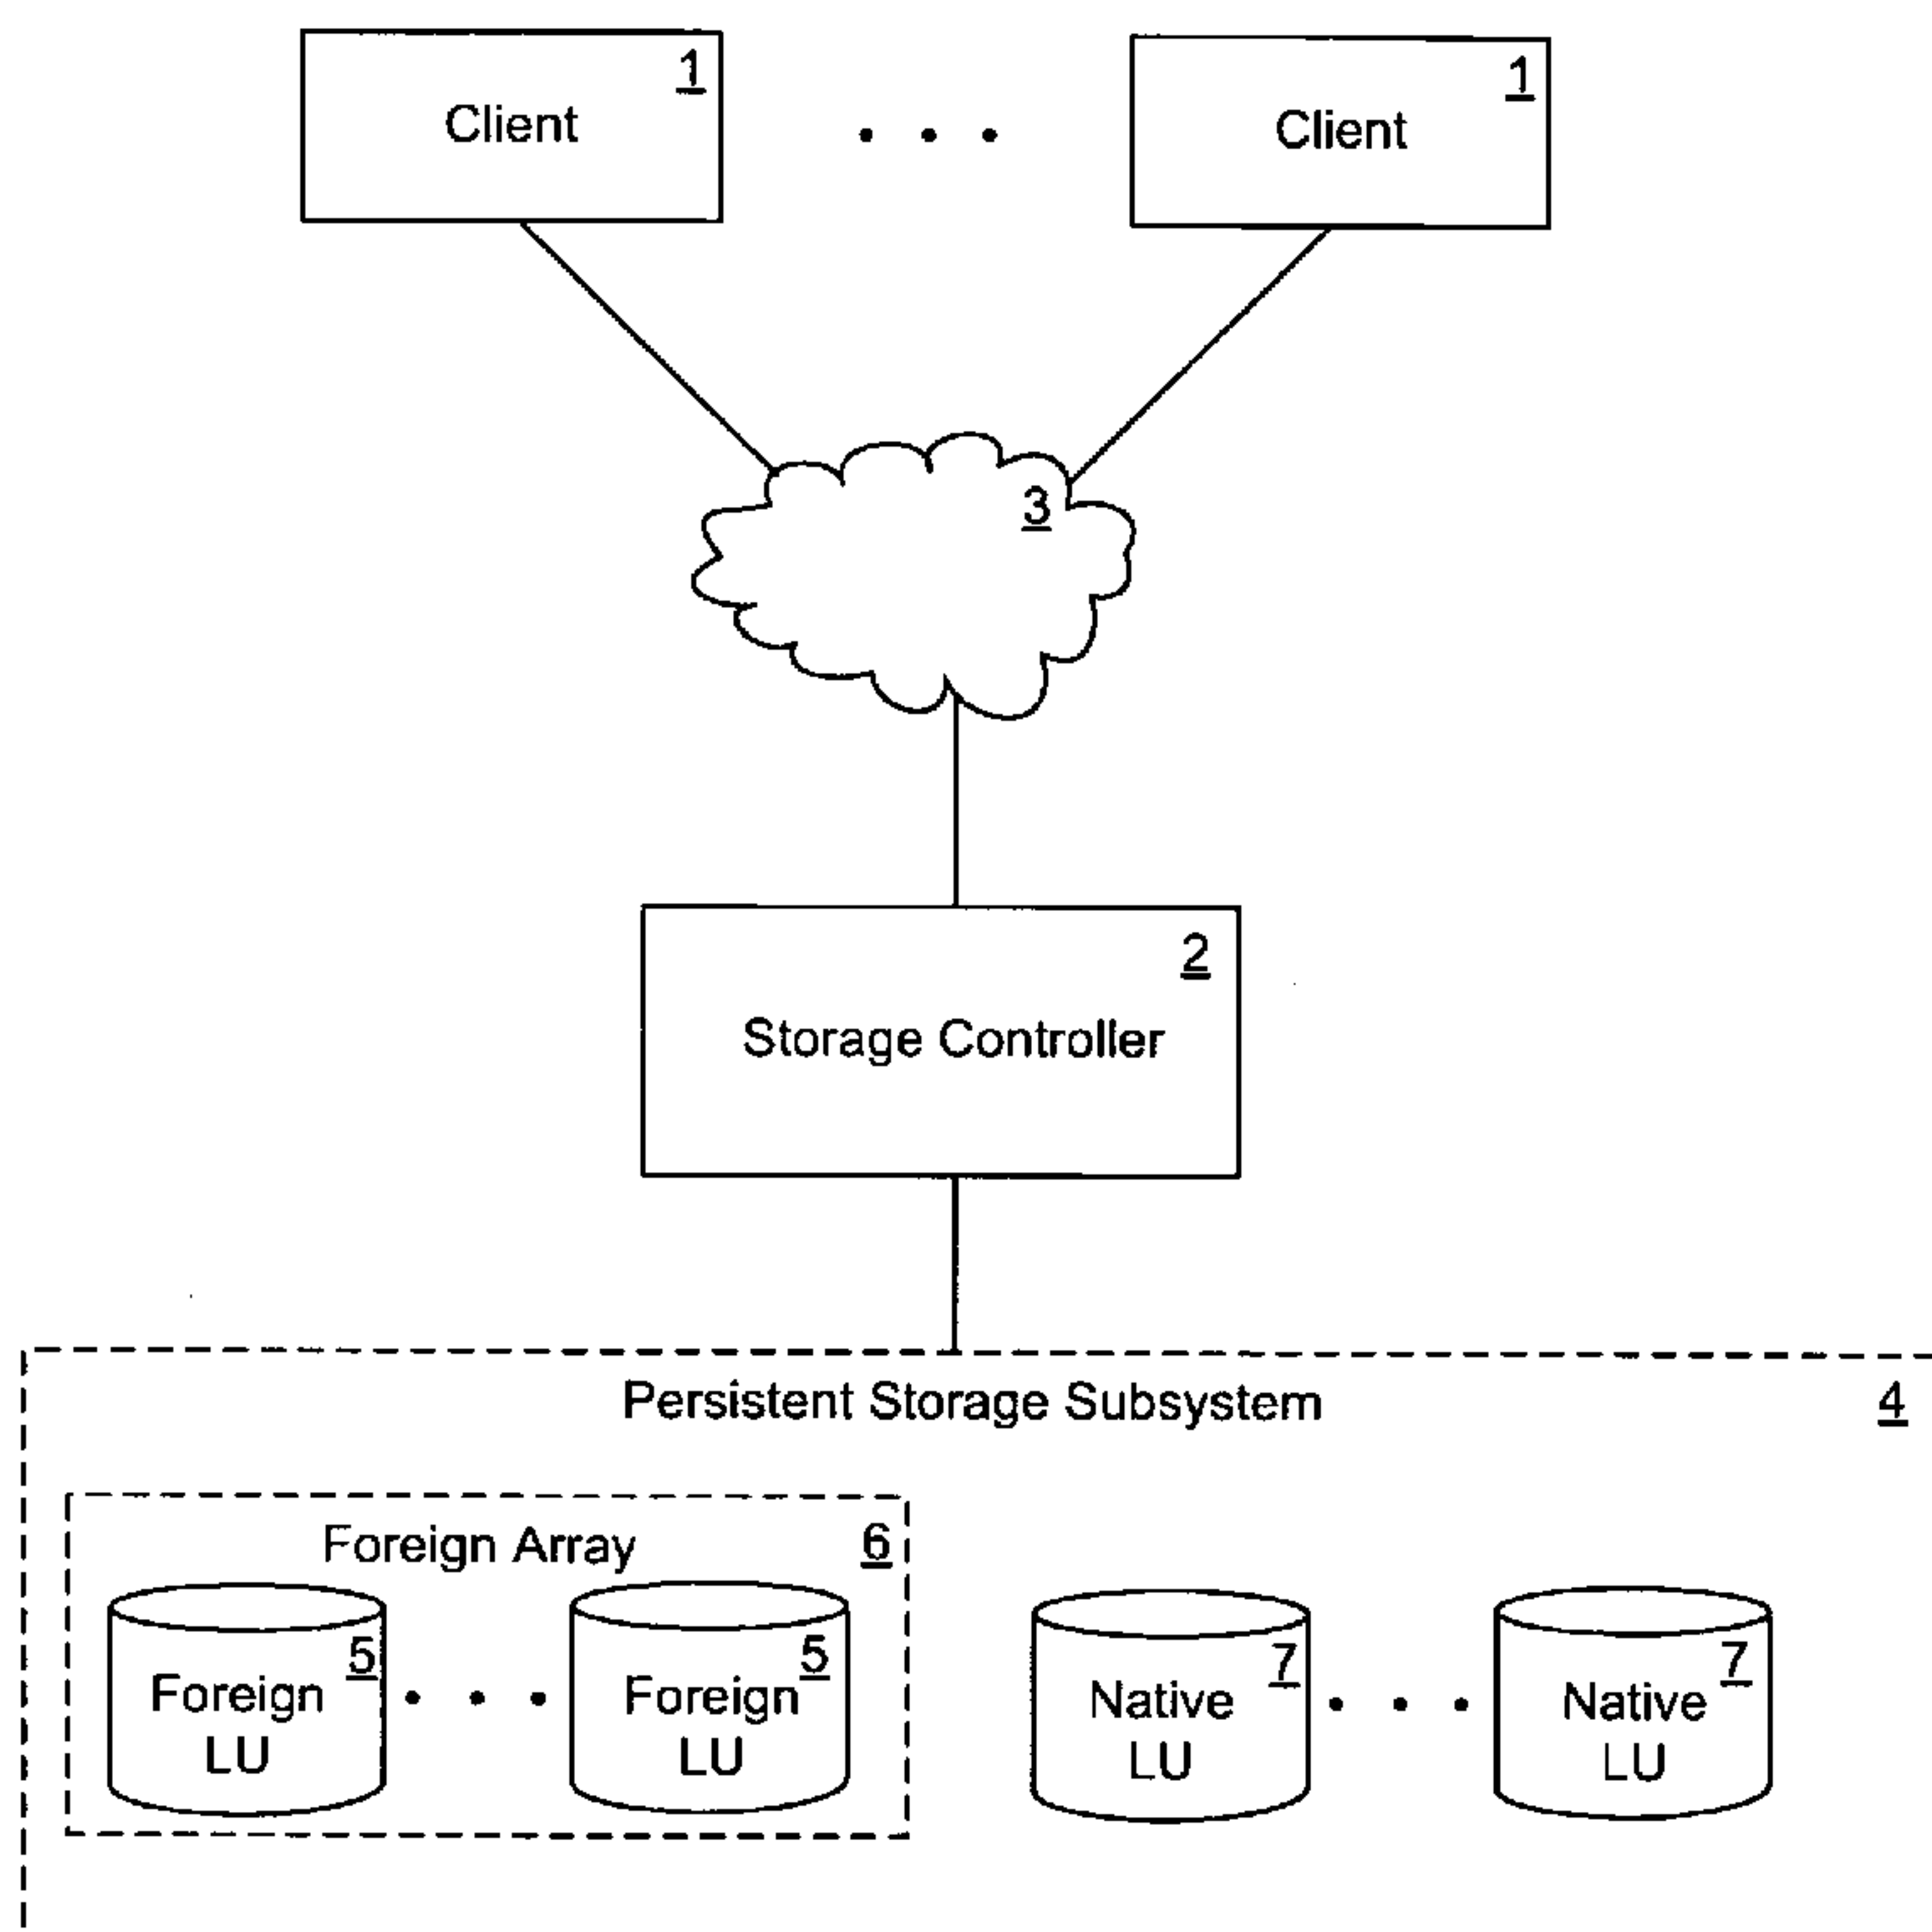 1
Client
1
Client
3
2
Storage Controller
Persistent Storage Subsystem
4
Foreign Array
6
5
Foreign
LU
5
Foreign
LU
7
Native
LU
7
Native
LU